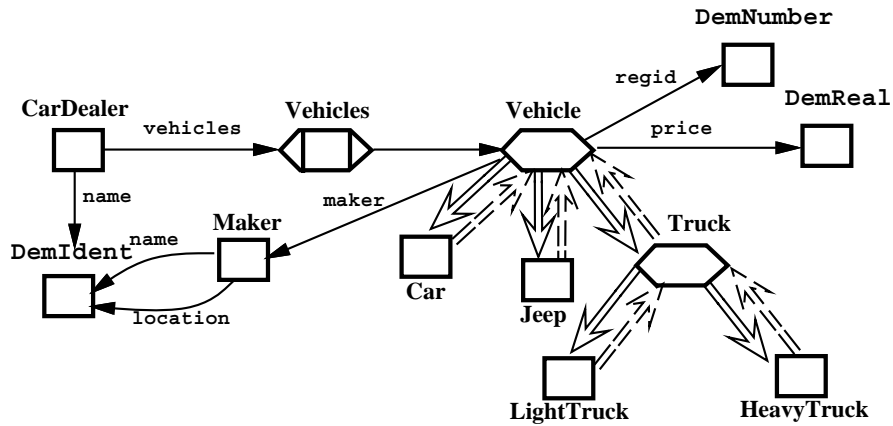 DemNumber
regid
CarDealer
Vehicles
Vehicle
DemReal
vehicles
price
name
maker
Truck
Maker
DemIdent
name
Car
location
Jeep
LightTruck
HeavyTruck